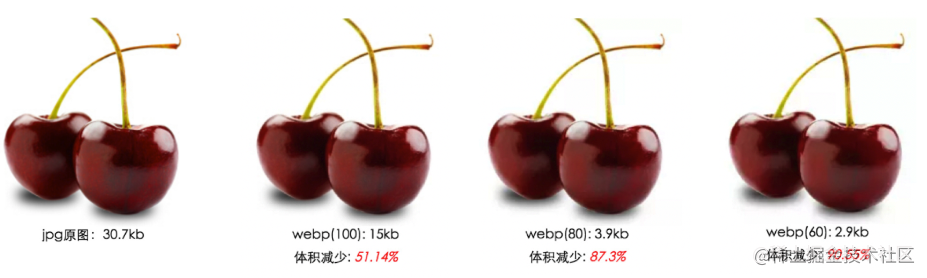 jpg原图：30.7kb
webp(100): 15kb
体积减少: 51.14%
webp(80): 3.9kb
体积减少: 87.3%
webp(60): 2.9kb
体积减少: 90.55%
@稀土掘金技术社区